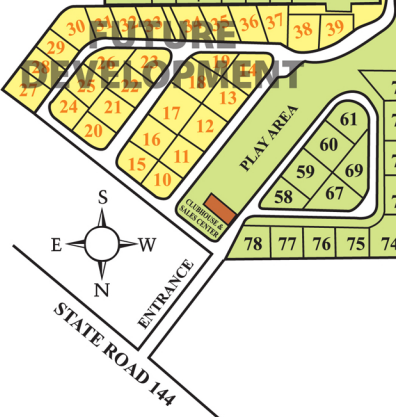 FUTURE
DEVELOPMENT
30 31 32 33 34 35 36 37 38 39
29
28
27
26 23
25 22
24 21
20
19 14
18 13
17 12
16 11
15 10
PLAY AREA
61
60
59 69
58 67
CLUBHOUSE &
SALES CENTER
78 77 76 75 74
S
E W
N
ENTRANCE
STATE ROAD 144